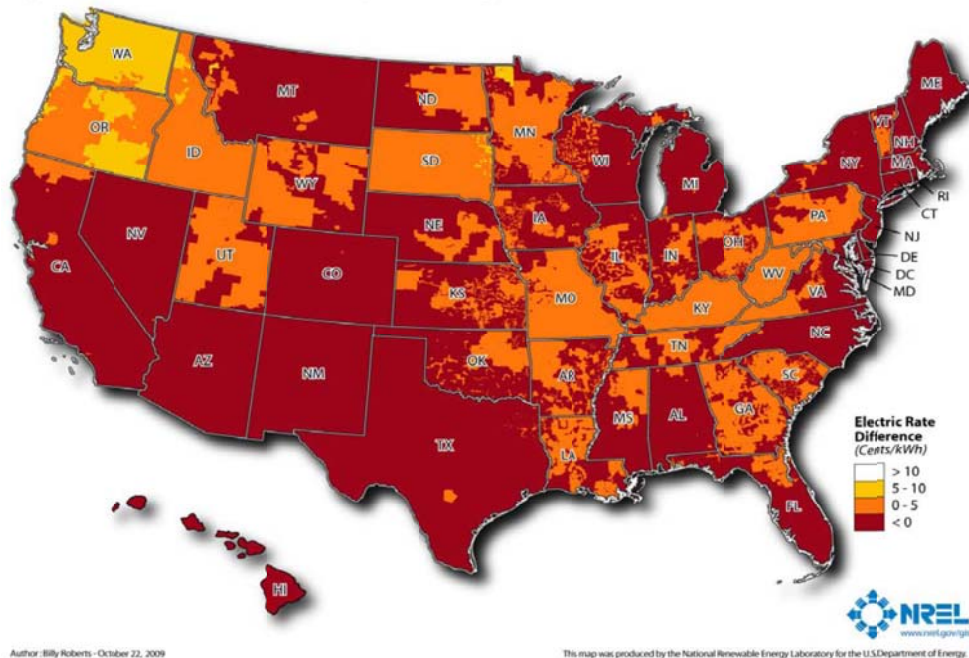 WA
MT
ND
MN
ME
OR
ID
SD
WI
VT
NH
WY
MI
NY
MA
RI
CT
NV
UT
NE
IA
PA
NJ
CA
CO
KS
IL
IN
OH
DE
DC
MD
MO
WV
VA
KY
AZ
NM
OK
AR
TN
NC
SC
TX
LA
MS
AL
GA
FL
HI
Electric Rate
Difference
(Cents/kWh)
> 10
5 - 10
0 - 5
< 0
NREL
Author: Billy Roberts - October 22, 2009
This map was produced by the National Renewable Energy Laboratory for the U.S.Department of Energy.